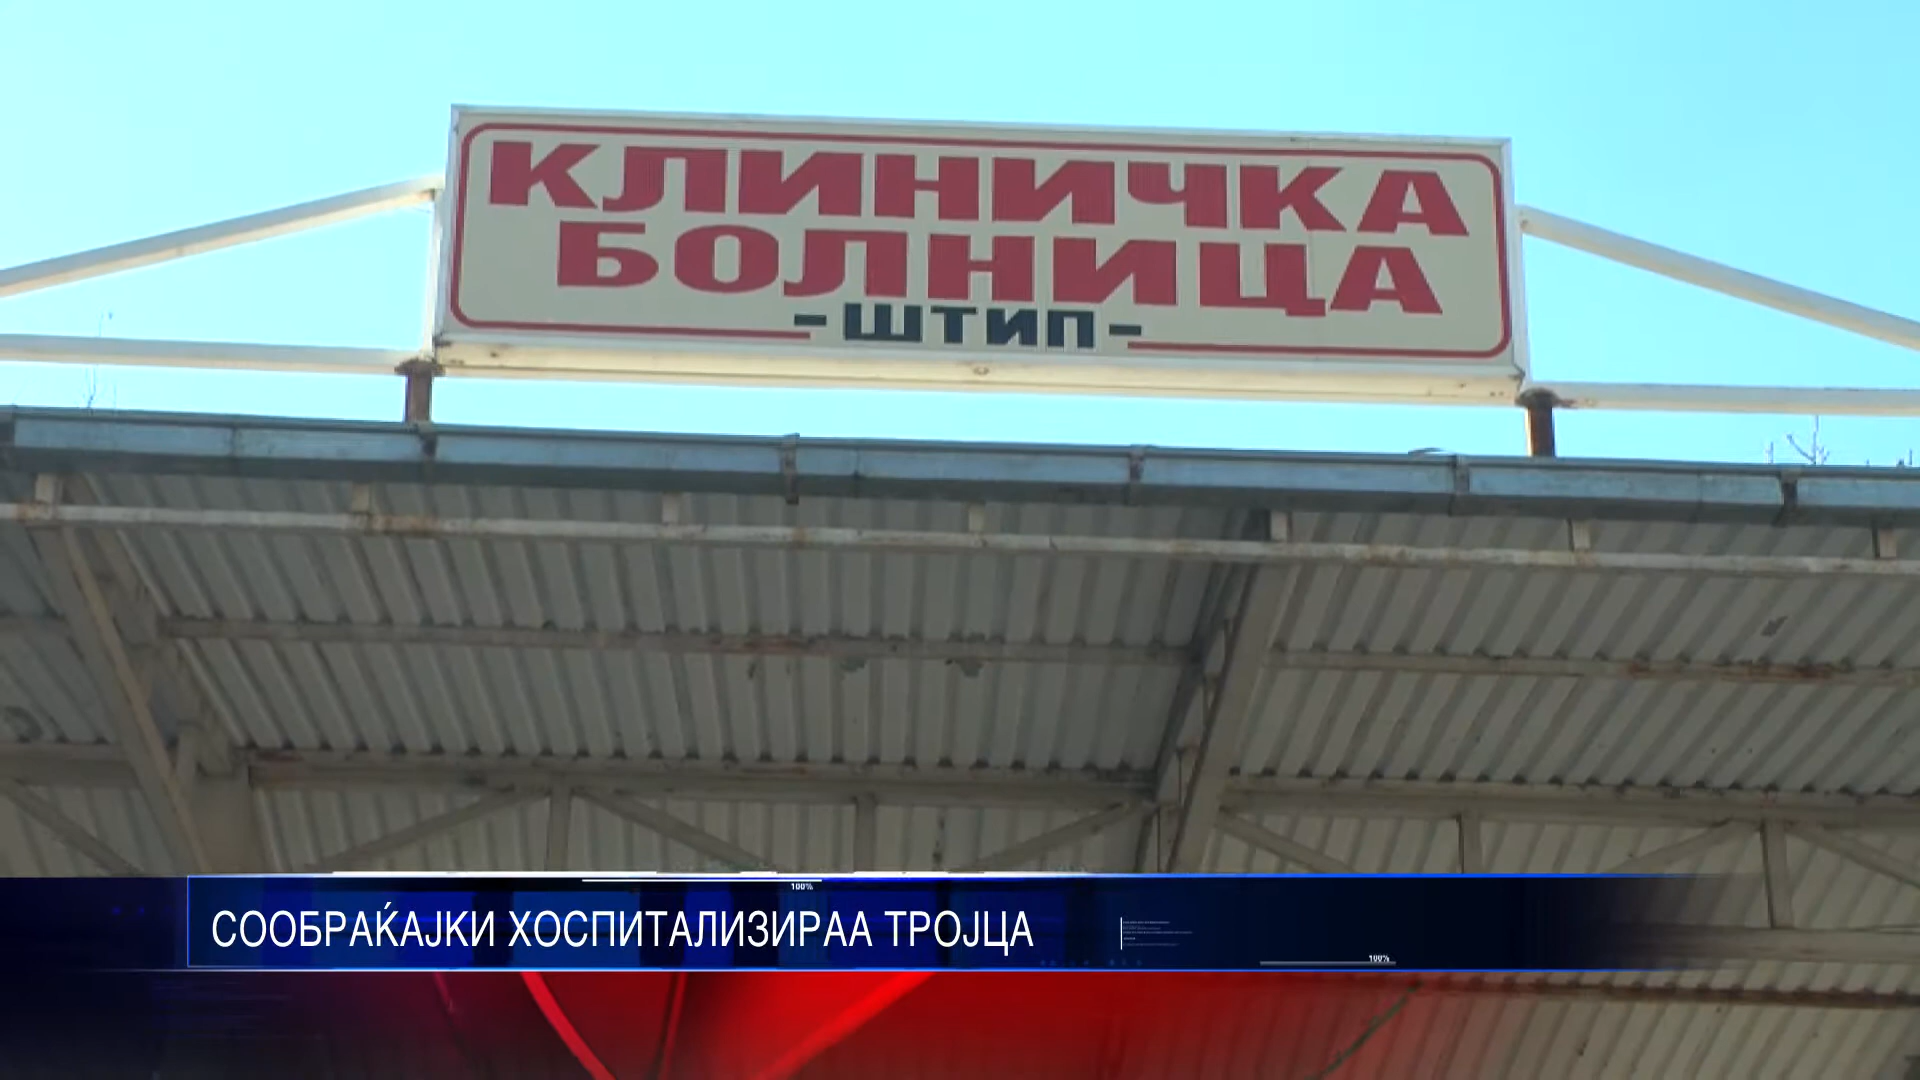 КЛИНИЧКА
БОЛНИЦА
-ШТИП-
100%
СООБРАЌАЈКИ ХОСПИТАЛИЗИРАА ТРОЈЦА
100%